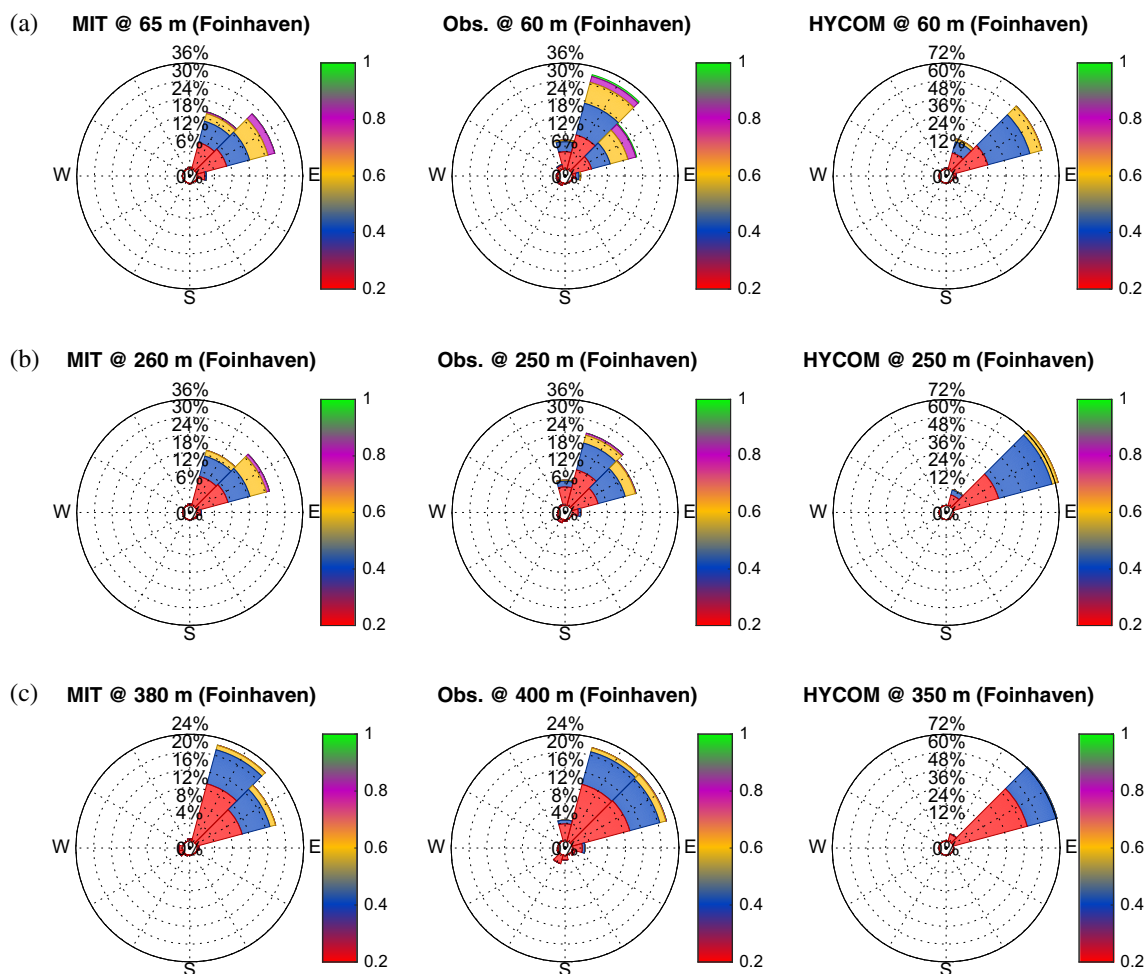 (a)
MIT @ 65 m (Foinhaven)
36%
30%
24%
18%
12%
6%
0%
W
E
S
1
0.8
0.6
0.4
0.2
Obs. @ 60 m (Foinhaven)
36%
30%
24%
18%
12%
6%
0%
W
E
S
1
0.8
0.6
0.4
0.2
HYCOM @ 60 m (Foinhaven)
72%
60%
48%
36%
24%
12%
0%
W
E
S
1
0.8
0.6
0.4
0.2
(b)
MIT @ 260 m (Foinhaven)
36%
30%
24%
18%
12%
6%
0%
W
E
S
1
0.8
0.6
0.4
0.2
Obs. @ 250 m (Foinhaven)
36%
30%
24%
18%
12%
6%
0%
W
E
S
1
0.8
0.6
0.4
0.2
HYCOM @ 250 m (Foinhaven)
72%
60%
48%
36%
24%
12%
0%
W
E
S
1
0.8
0.6
0.4
0.2
(c)
MIT @ 380 m (Foinhaven)
24%
20%
16%
12%
8%
4%
0%
W
E
S
1
0.8
0.6
0.4
0.2
Obs. @ 400 m (Foinhaven)
24%
20%
16%
12%
8%
4%
0%
W
E
S
1
0.8
0.6
0.4
0.2
HYCOM @ 350 m (Foinhaven)
72%
60%
48%
36%
24%
12%
0%
W
E
S
1
0.8
0.6
0.4
0.2